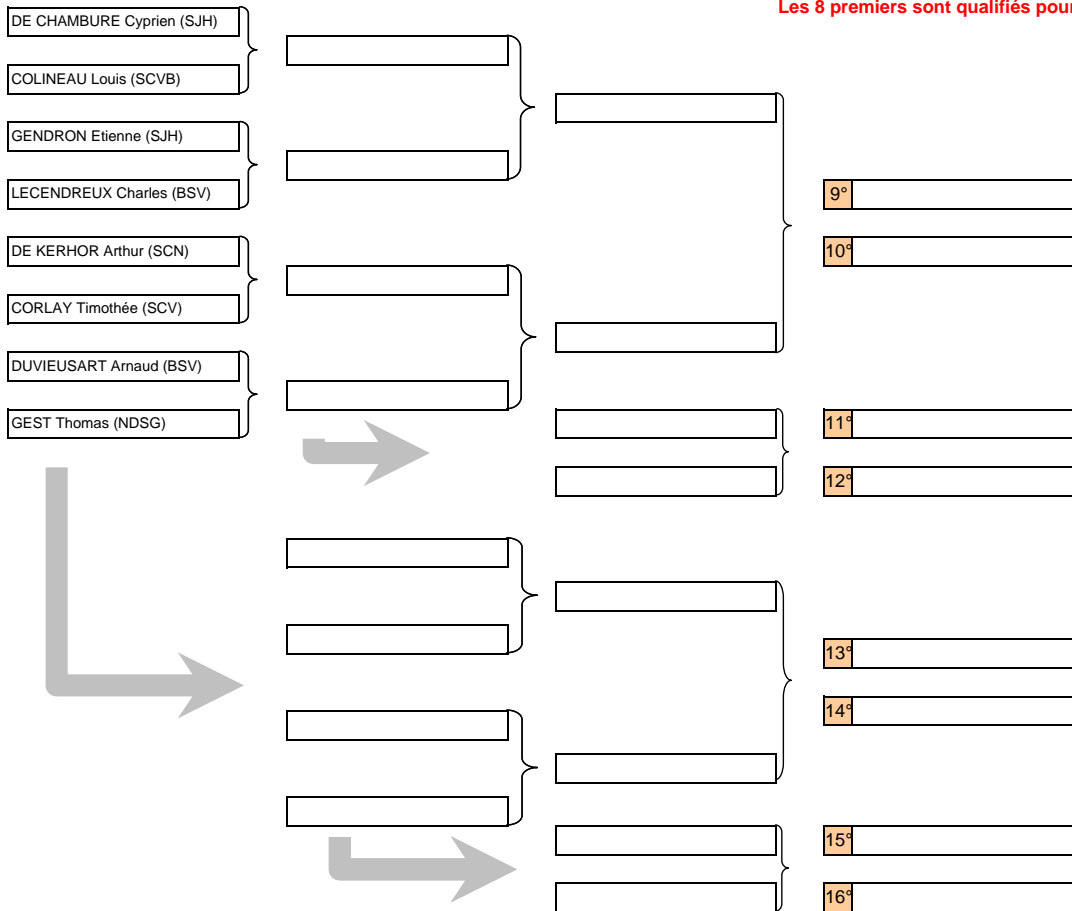 Les 8 premiers sont qualifiés pour
DE CHAMBURE Cyprien (SJH)
COLINEAU Louis (SCVB)
GENDRON Etienne (SJH)
LECENDREUX Charles (BSV)
9°
DE KERHOR Arthur (SCN)
10°
CORLAY Timothée (SCV)
DUVIEUSART Arnaud (BSV)
GEST Thomas (NDSG)
11°
12°
13°
14°
15°
16°